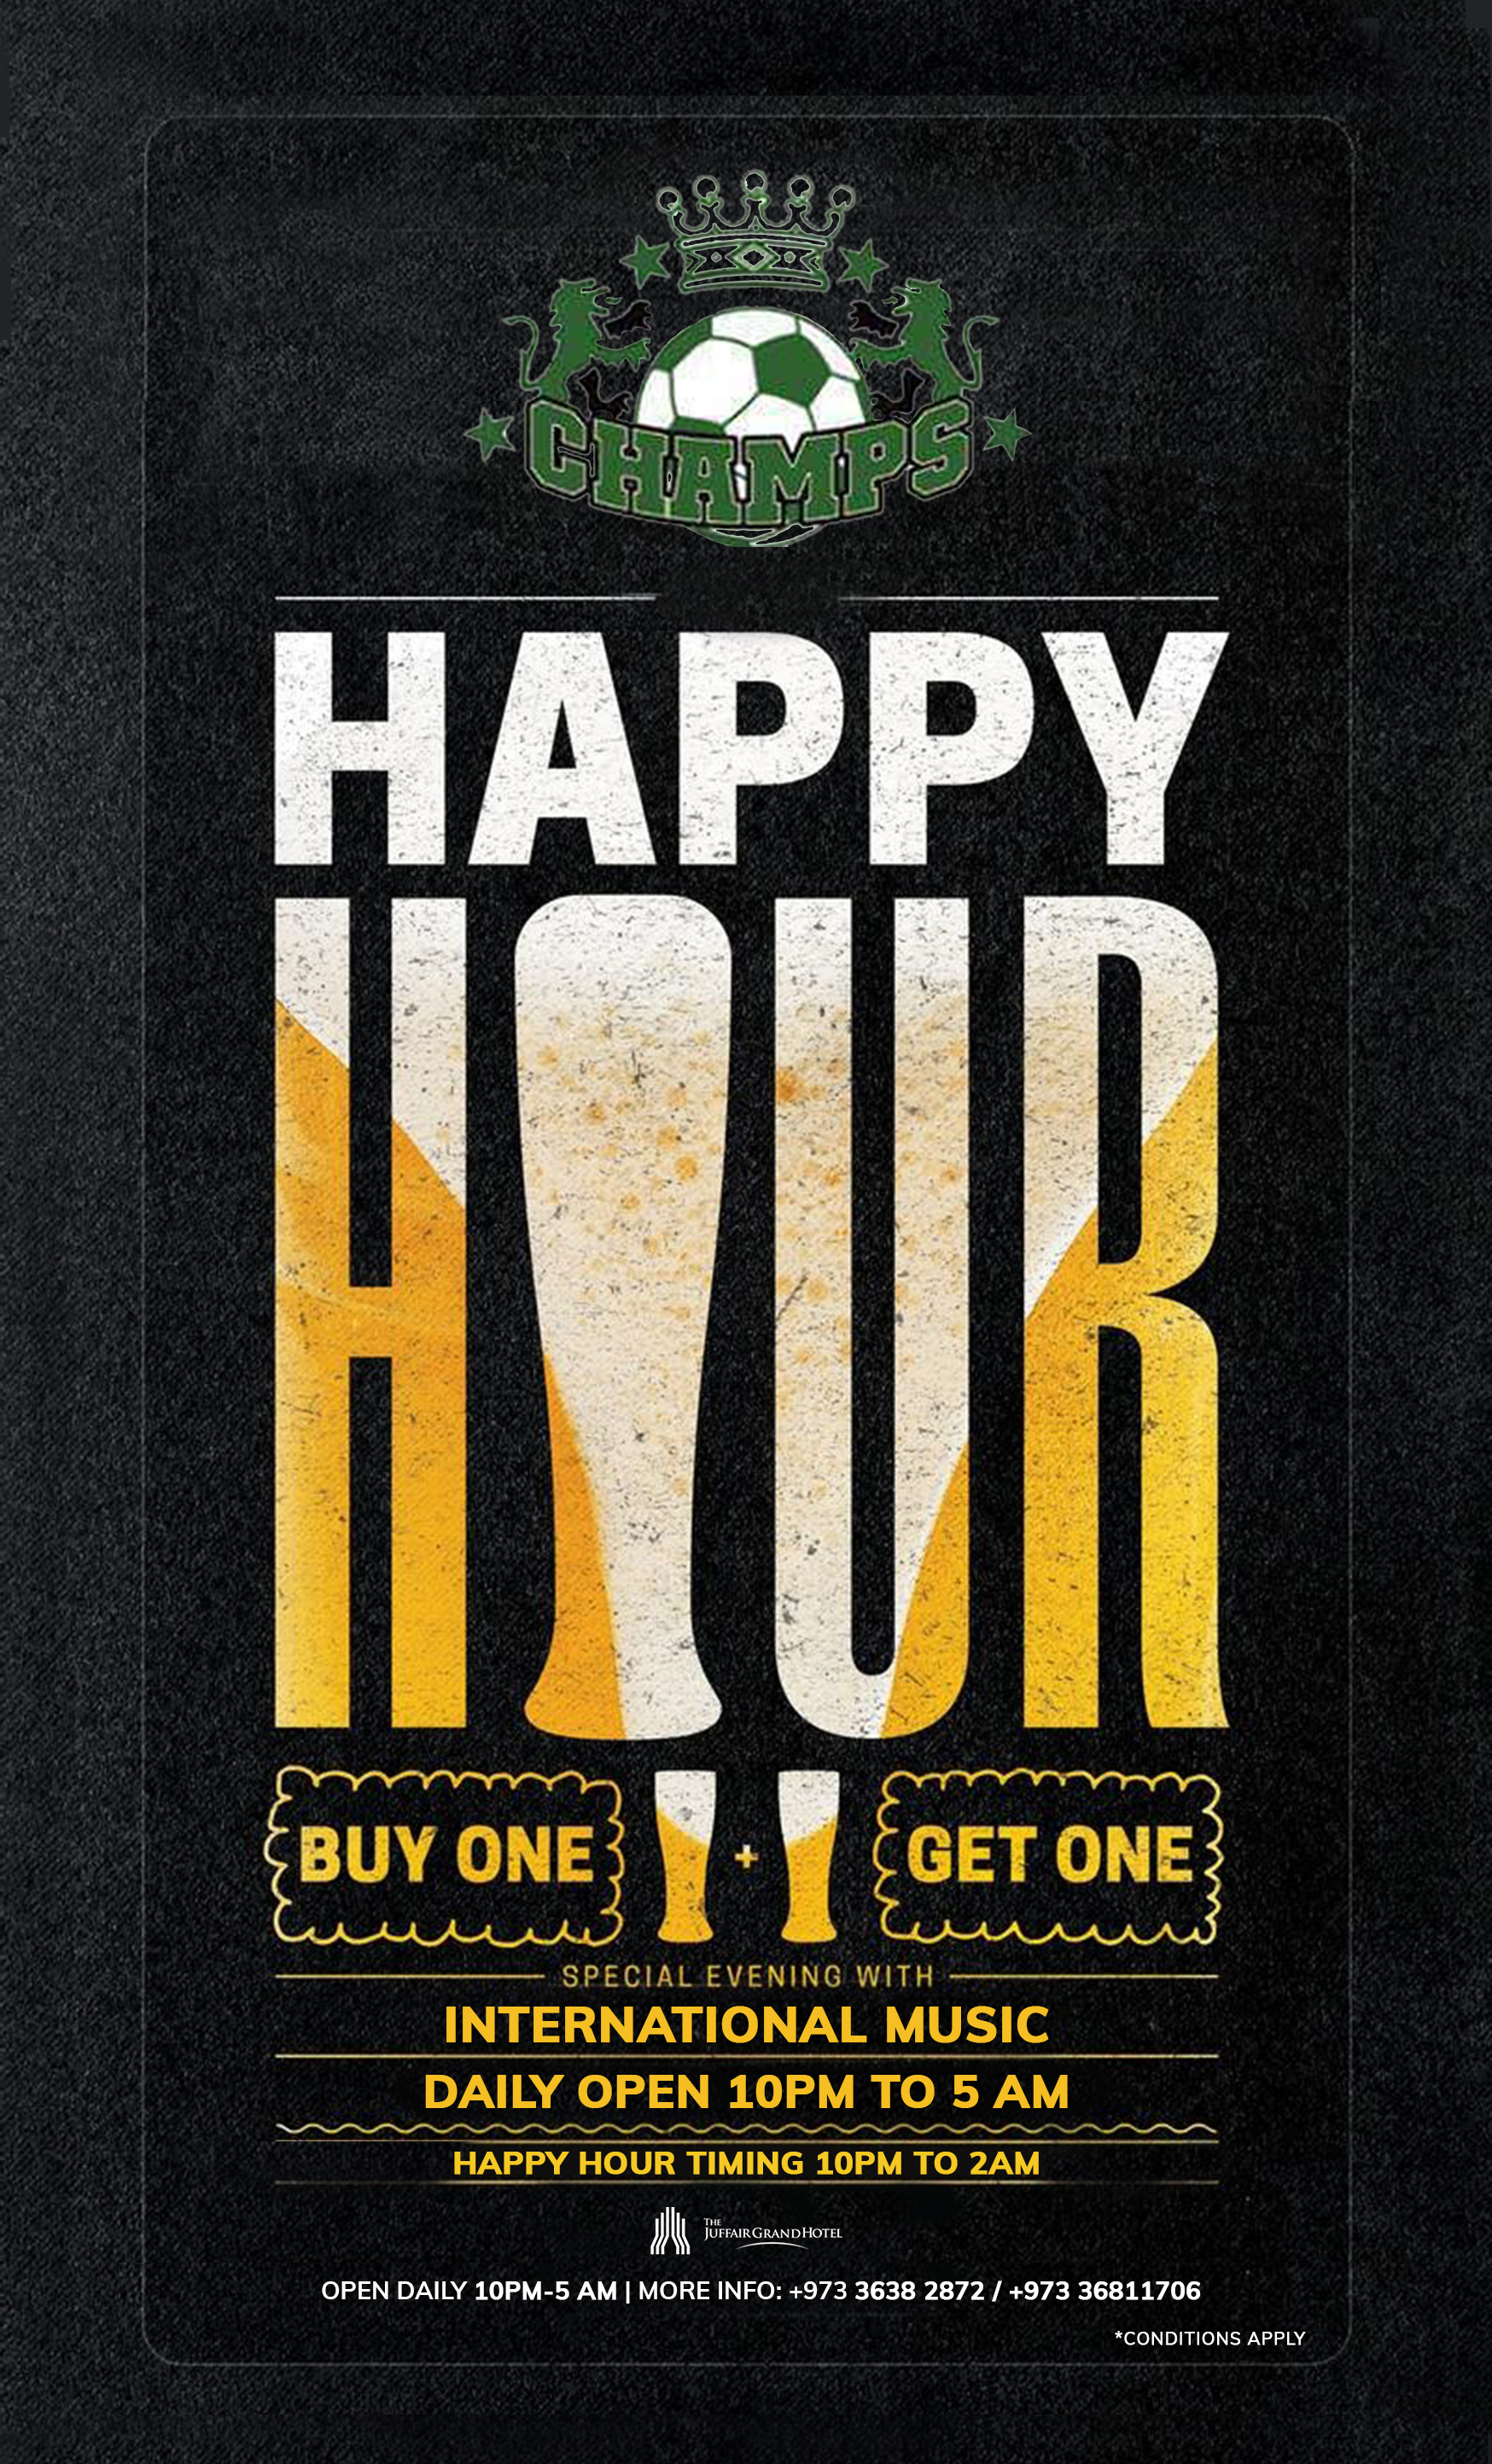 CHAMPS
HAPPY
HOUR
BUY ONE + GET ONE
SPECIAL EVENING WITH
INTERNATIONAL MUSIC
DAILY OPEN 10PM TO 5 AM
HAPPY HOUR TIMING 10PM TO 2AM
THE
JUFFAIR GRAND HOTEL
OPEN DAILY 10PM-5 AM | MORE INFO: +973 3638 2872 / +973 36811706
*CONDITIONS APPLY